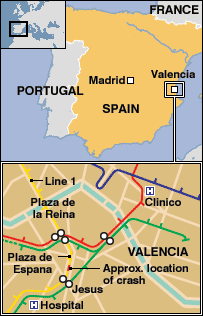 FRANCE
PORTUGAL
Madrid
Valencia
SPAIN
Line 1
Plaza de
la Reina
H
Clinico
VALENCIA
Plaza de
Espana
Approx. location
of crash
Jesus
H
Hospital